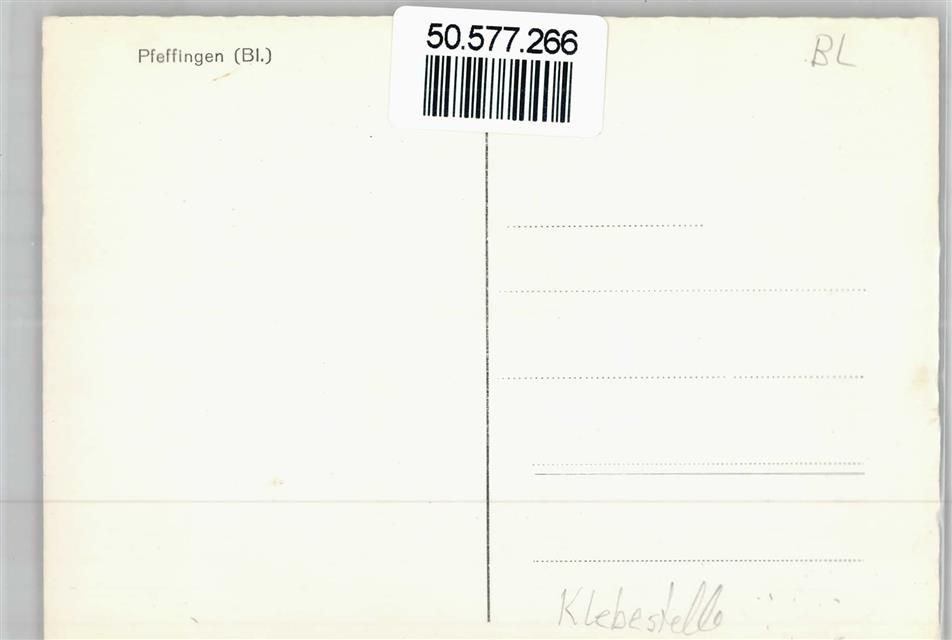 Pfeffingen (Bl.)
50.577.266
BL
Klebestelle